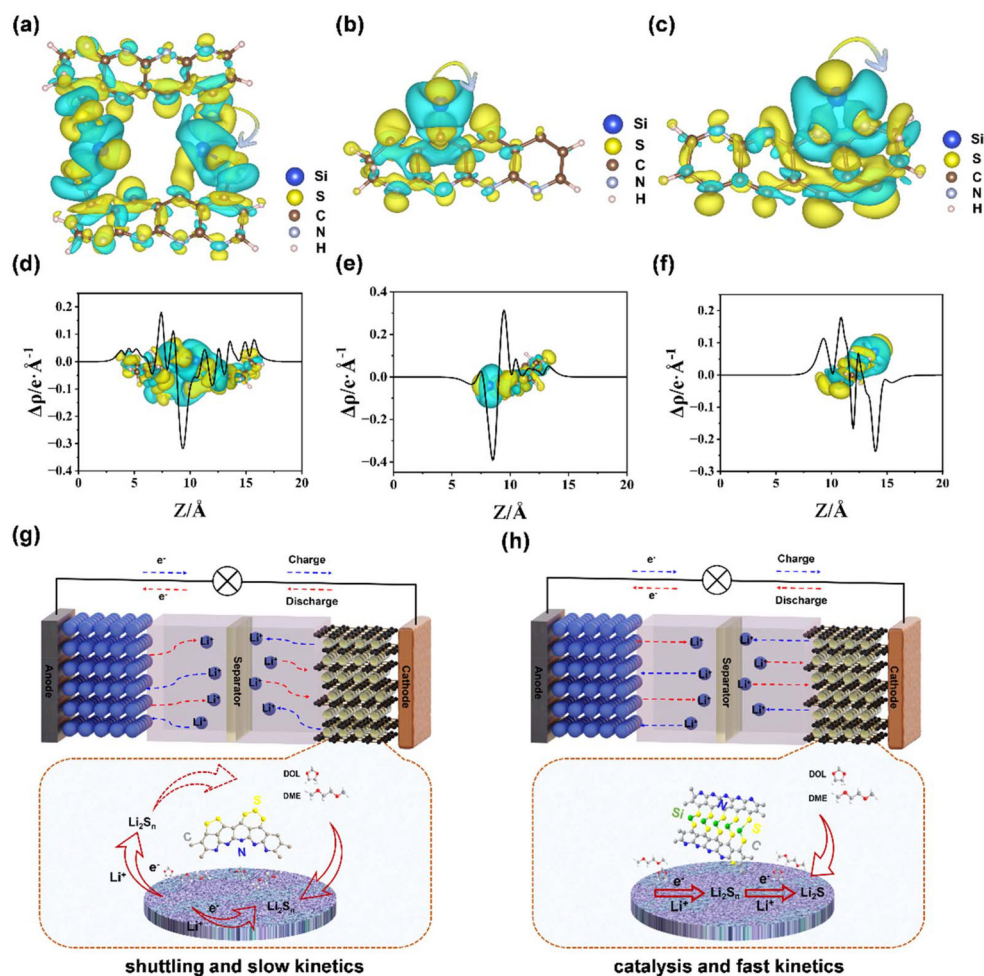 (a)
Si
S
C
N
H
(b)
Si
S
C
N
H
(c)
Si
S
C
N
H
(d)
Δρ/e·Å⁻¹
0.2
0.1
0.0
−0.1
−0.2
−0.3
−0.4
0 5 10 15 20
Z/Å
(e)
Δρ/e·Å⁻¹
0.4
0.2
0.0
−0.2
−0.4
0 5 10 15 20
Z/Å
(f)
Δρ/e·Å⁻¹
0.2
0.1
0.0
−0.1
−0.2
−0.3
0 5 10 15 20
Z/Å
(g)
e⁻ Charge
e⁻ Discharge
Anode
Li⁺
Li⁺
Li⁺
Li⁺
Separator
Li⁺
Li⁺
Li⁺
Li⁺
Cathode
DOL
DME
S
C
N
Li₂Sₙ
Li⁺
e⁻
e⁻
Li⁺
Li₂Sₙ
shuttling and slow kinetics
(h)
e⁻ Charge
e⁻ Discharge
Anode
Li⁺
Li⁺
Li⁺
Li⁺
Separator
Li⁺
Li⁺
Li⁺
Li⁺
Cathode
DOL
DME
N
Si
S
C
e⁻ e⁻
Li₂Sₙ Li₂S
Li⁺ Li⁺
catalysis and fast kinetics